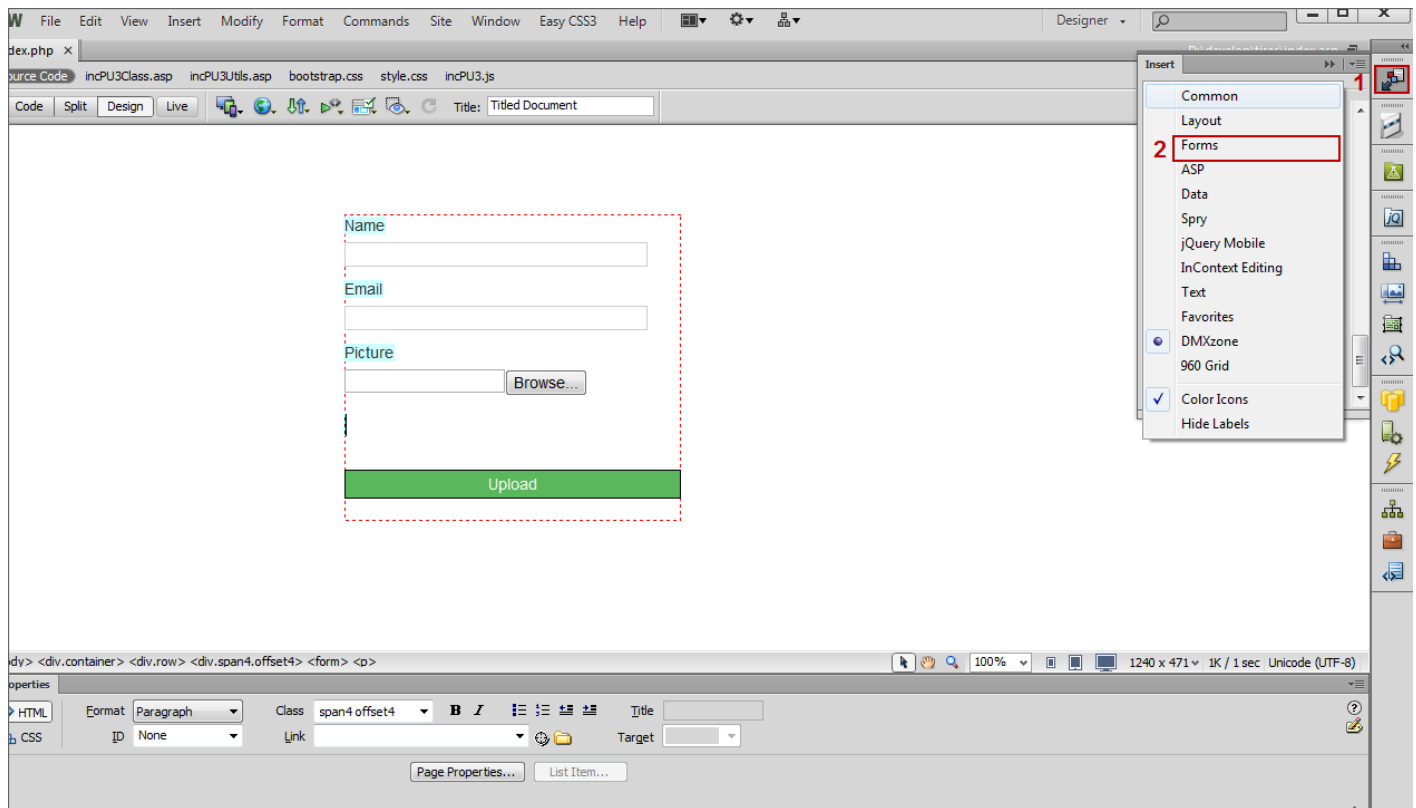 W File Edit View Insert Modify Format Commands Site Window Easy CSS3 Help Designer
dex.php
ource Code incPU3Class.asp incPU3Utils.asp bootstrap.css style.css incPU3.js
Code Split Design Live Title: Titled Document
Insert
1
Common
Layout
2 Forms
ASP
Data
Spry
jQuery Mobile
InContext Editing
Text
Favorites
DMXzone
960 Grid
Color Icons
Hide Labels
jQ
Name
Email
Picture
Browse...
Upload
dy> <div.container> <div.row> <div.span4.offset4> <form> <p> 100% 1240 x 471 1K / 1 sec Unicode (UTF-8)
operties
HTML Format Paragraph Class span4 offset4 B I Title
CSS ID None Link Target
Page Properties... List Item...